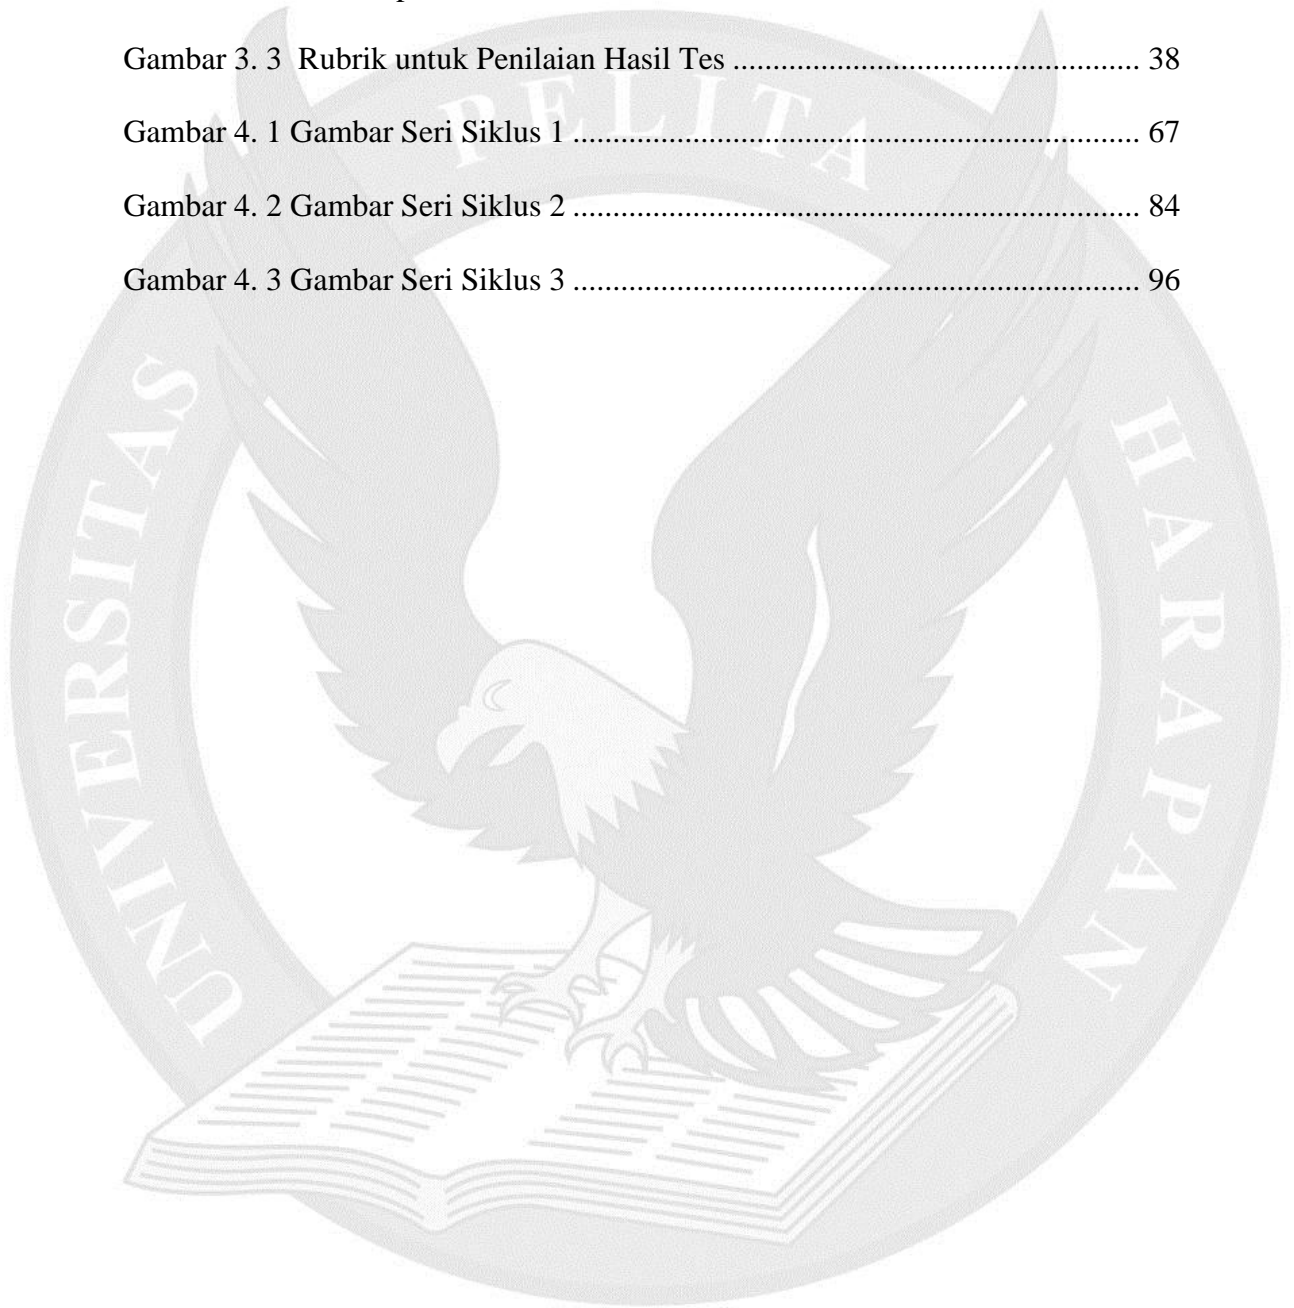 Gambar 3. 3  Rubrik untuk Penilaian Hasil Tes .................................................... 38
Gambar 4. 1 Gambar Seri Siklus 1 ........................................................................ 67
Gambar 4. 2 Gambar Seri Siklus 2 ........................................................................ 84
Gambar 4. 3 Gambar Seri Siklus 3 ........................................................................ 96
UNIVERSITAS PELITA HARAPAN